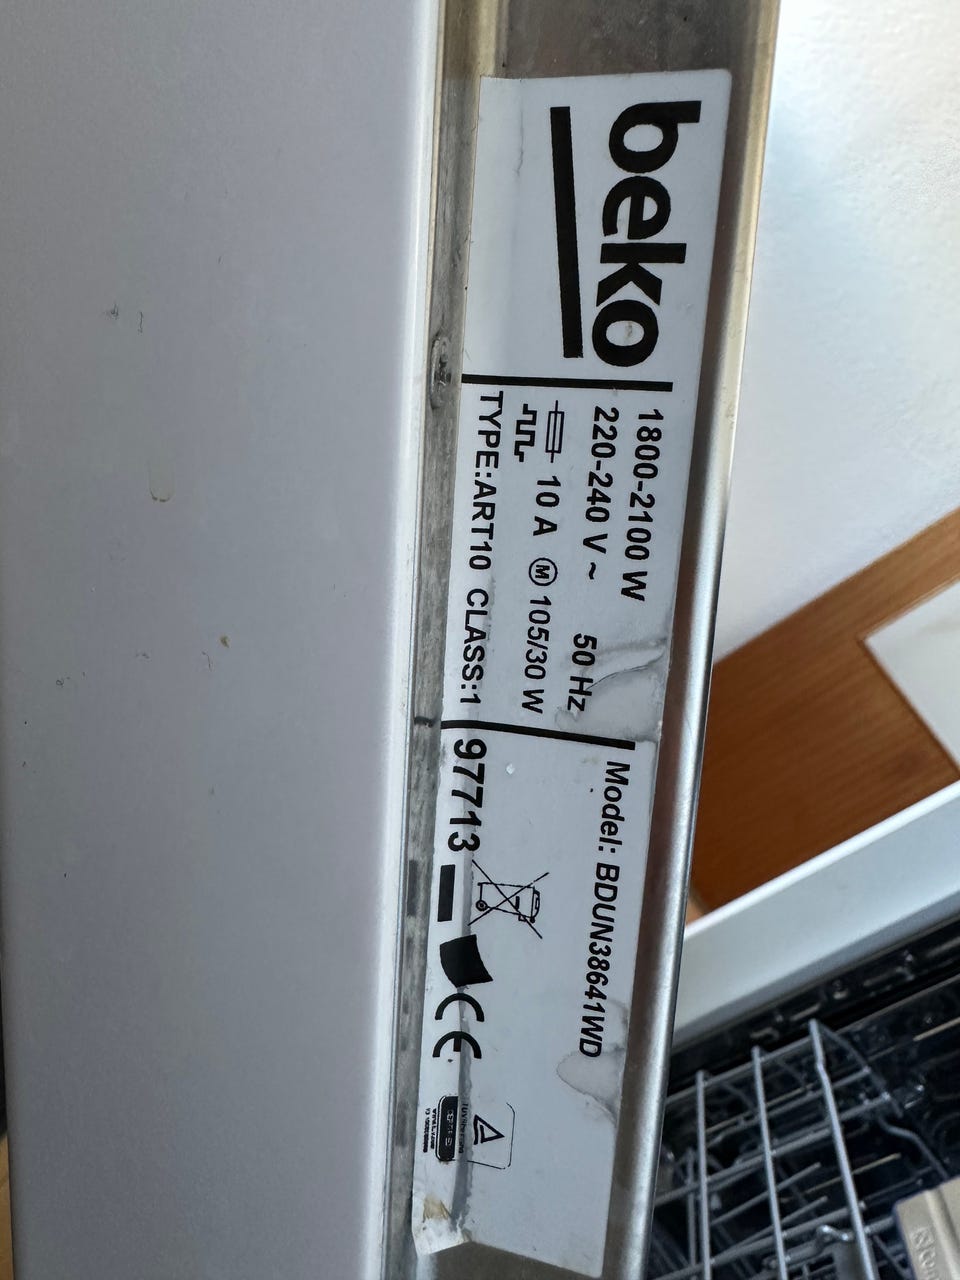 beko
1800-2100 W
220-240 V ~ 50 Hz
10 A M 105/30 W
TYPE:ART10 CLASS:1
Model: BDUN38641WD
97713
CE